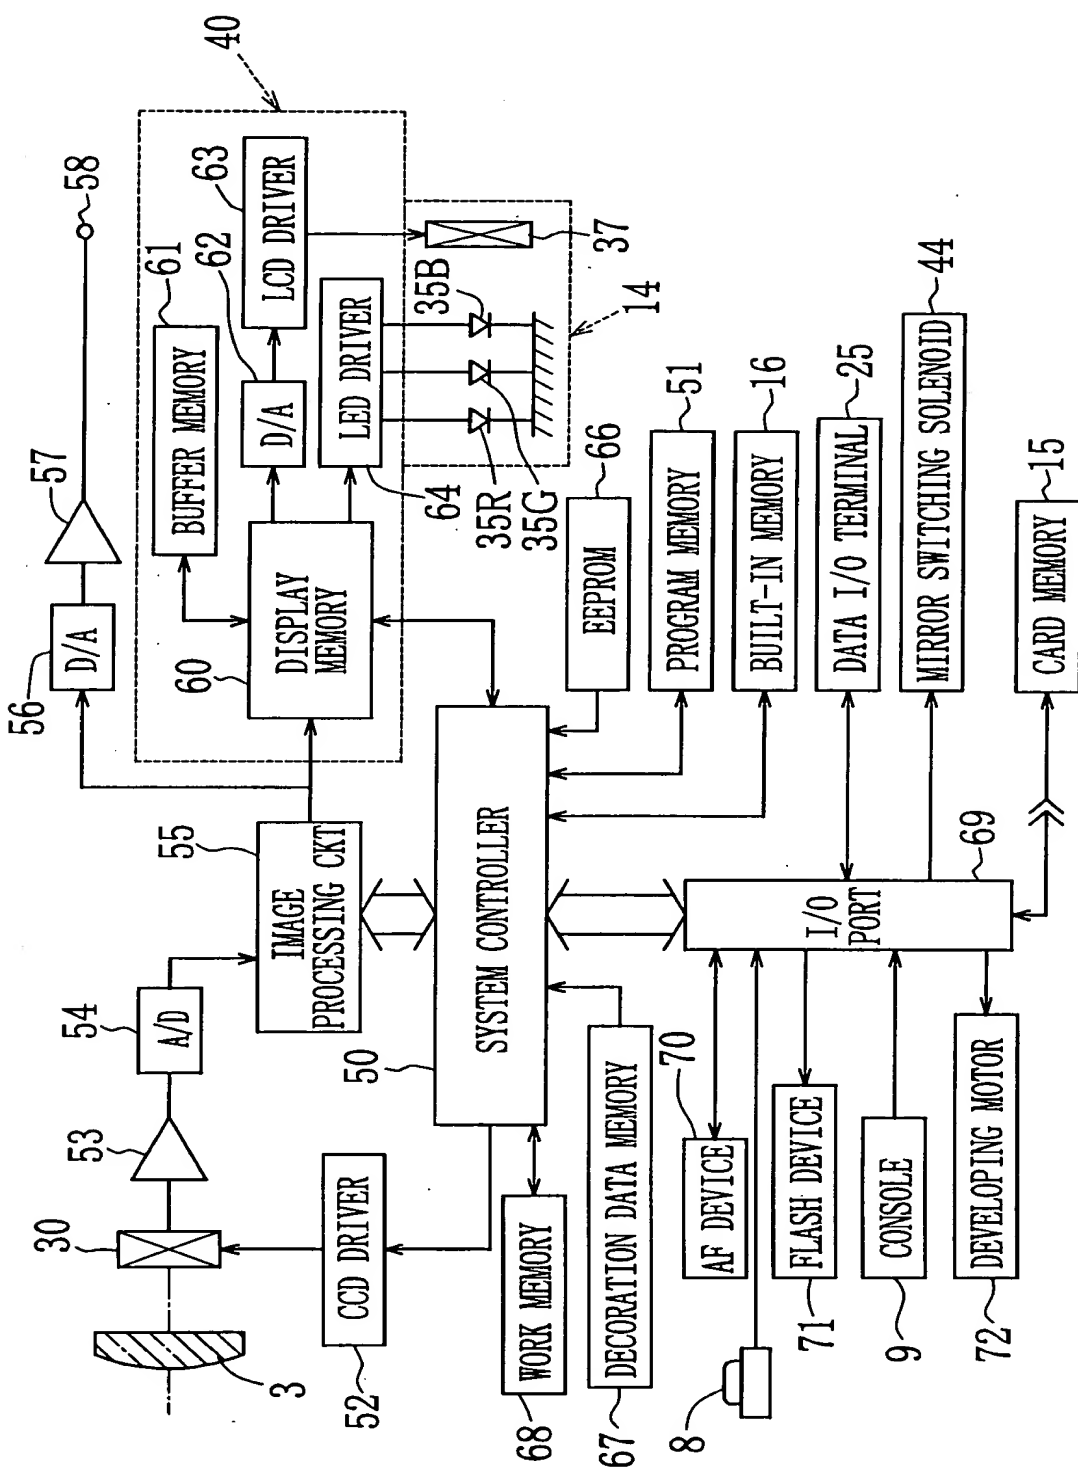 40
58
57
56
D/A
61
BUFFER MEMORY
62
D/A
63
LCD DRIVER
60
DISPLAY
MEMORY
64
LED DRIVER
35R
35G
35B
37
14
3
30
53
54
A/D
55
IMAGE
PROCESSING CKT
52
CCD DRIVER
50
SYSTEM CONTROLLER
68
WORK MEMORY
67
DECORATION DATA MEMORY
66
EEPROM
51
PROGRAM MEMORY
16
BUILT-IN MEMORY
25
DATA I/O TERMINAL
44
MIRROR SWITCHING SOLENOID
15
CARD MEMORY
69
I/O
PORT
70
AF DEVICE
8
71
FLASH DEVICE
9
CONSOLE
72
DEVELOPING MOTOR